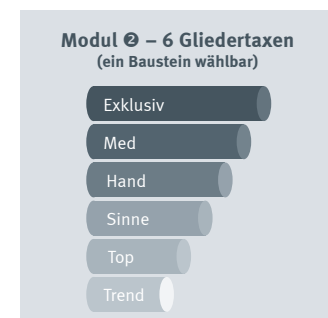 Modul ❷ – 6 Gliedertaxen
(ein Baustein wählbar)
Exklusiv
Med
Hand
Sinne
Top
Trend